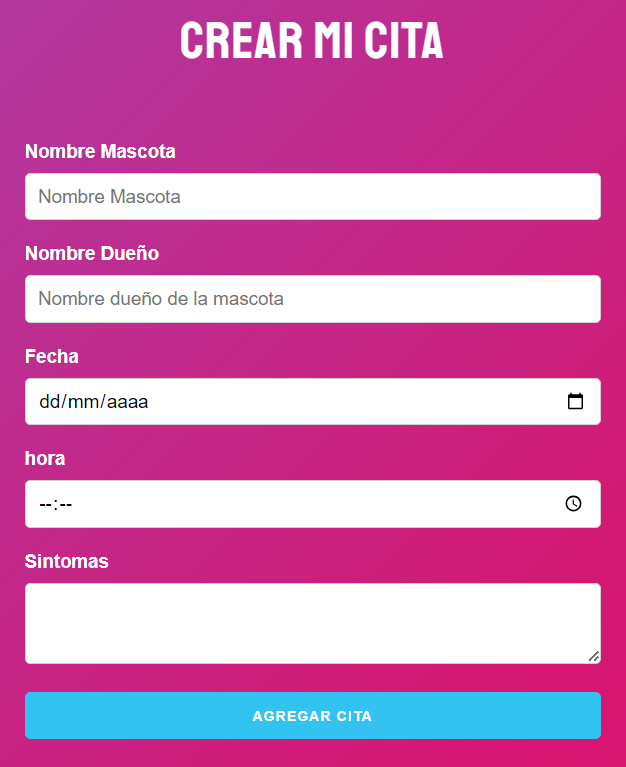 CREAR MI CITA
Nombre Mascota
Nombre Mascota
Nombre Dueño
Nombre dueño de la mascota
Fecha
dd/mm/aaaa
hora
--:--
Sintomas
AGREGAR CITA